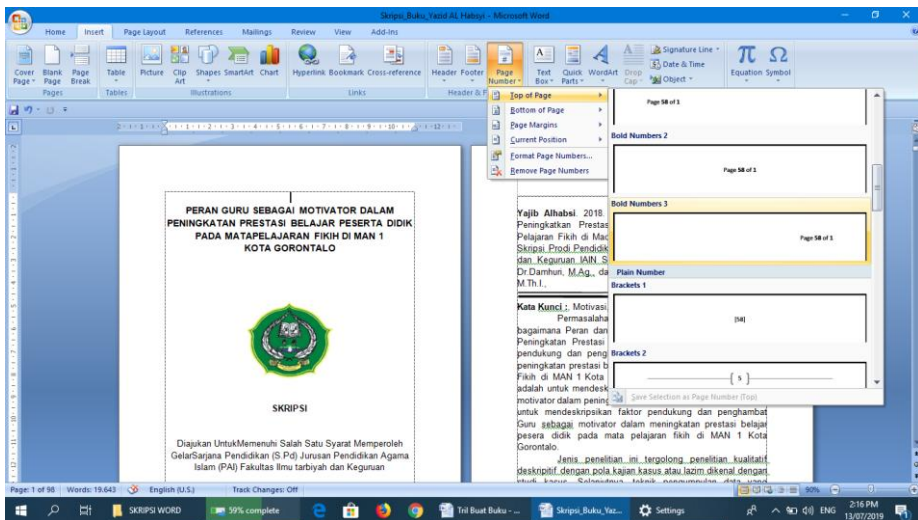 Skripsi_Buku_Yazid AL Habsyi - Microsoft Word
Home Insert Page Layout References Mailings Review View Add-Ins
Cover Page
Blank Page
Page Break
Table
Picture
Clip Art
Shapes
SmartArt
Chart
Hyperlink
Bookmark
Cross-reference
Header
Footer
Page Number
Text Box
Quick Parts
WordArt
Drop Cap
Signature Line
Date & Time
Object
Equation
Symbol
Pages Tables Illustrations Links Header & F
Top of Page
Bottom of Page
Page Margins
Current Position
Format Page Numbers...
Remove Page Numbers
Page 58 of 1
Bold Numbers 2
Page 58 of 1
Bold Numbers 3
Page 58 of 1
Plain Number
Brackets 1
[58]
Brackets 2
{ 5 }
Save Selection as Page Number (Top)
PERAN GURU SEBAGAI MOTIVATOR DALAM
PENINGKATAN PRESTASI BELAJAR PESERTA DIDIK
PADA MATAPELAJARAN FIKIH DI MAN 1
KOTA GORONTALO
SKRIPSI
Diajukan UntukMemenuhi Salah Satu Syarat Memperoleh
GelarSarjana Pendidikan (S.Pd) Jurusan Pendidikan Agama
Islam (PAI) Fakultas Ilmu tarbiyah dan Keguruan
Yajib Alhabsi. 2018.
Peningkatkan Prestas
Pelajaran Fikih di Mad
Skripsi Prodi Pendidik
dan Keguruan IAIN S
Dr.Damhuri, M.Ag., da
M.Th.I.,
Kata Kunci :, Motivasi
Permasalaha
bagaimana Peran dan
Peningkatan Prestasi
pendukung dan peng
peningkatan prestasi b
Fikih di MAN 1 Kota
adalah untuk mendesk
motivator dalam pening
untuk mendeskripsikan faktor pendukung dan penghambat
Guru sebagai motivator dalam meningkatan prestasi belajar
pesera didik pada mata pelajaran fikih di MAN 1 Kota
Gorontalo.
Jenis penelitian ini tergolong penelitian kualitatif
deskripitif dengan pola kajian kasus atau lazim dikenal dengan
studi kasus. Selanjutnya teknik pengumpulan data yang
Page: 1 of 98 Words: 19.643 English (U.S.) Track Changes: Off 90%
SKRIPSI WORD 59% complete Tril Buat Buku - ... Skripsi_Buku_Yaz... Settings ENG 2:16 PM
13/07/2019